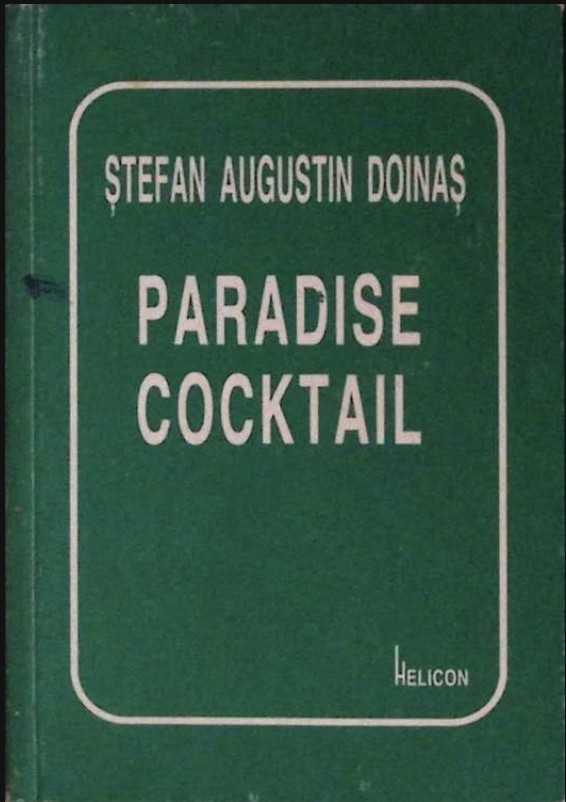 ȘTEFAN AUGUSTIN DOINAȘ
PARADISE
COCKTAIL
HELICON